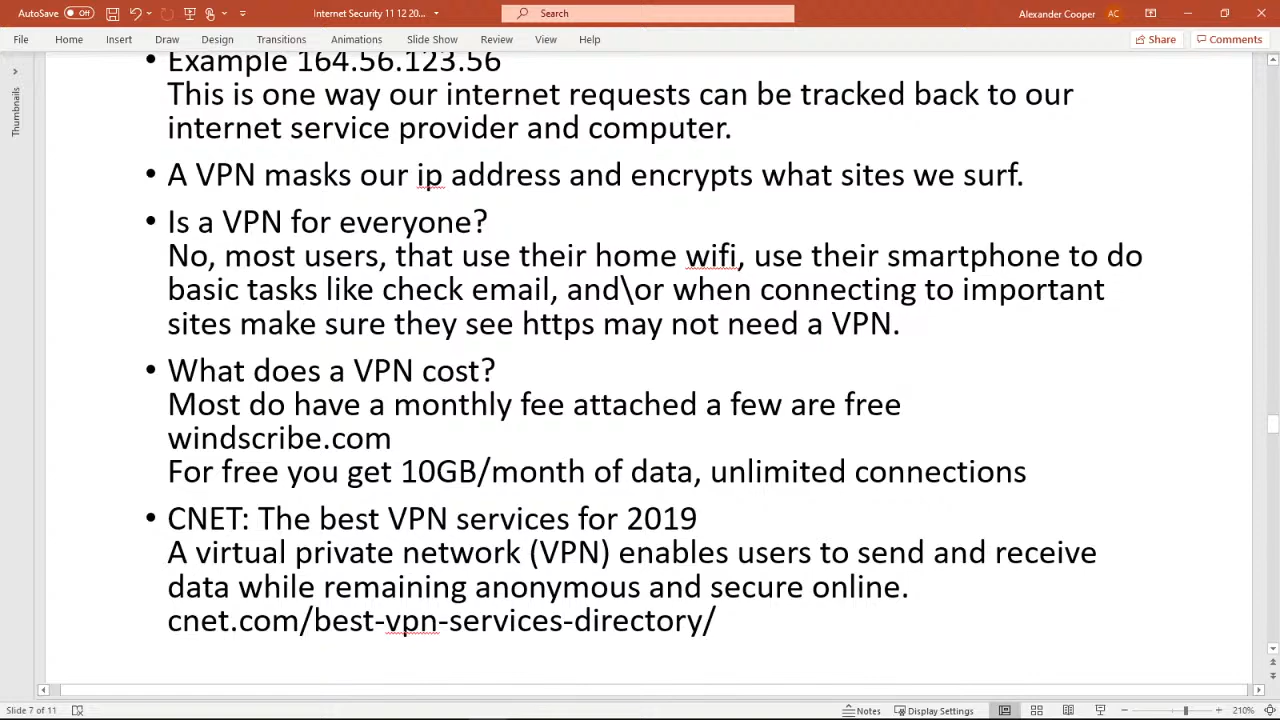 AutoSave Off
Internet Security 11 12 20...
Search
Alexander Cooper AC
File Home Insert Draw Design Transitions Animations Slide Show Review View Help Share Comments
Thumbnails
• Example 164.56.123.56
This is one way our internet requests can be tracked back to our
internet service provider and computer.
• A VPN masks our ip address and encrypts what sites we surf.
• Is a VPN for everyone?
No, most users, that use their home wifi, use their smartphone to do
basic tasks like check email, and\or when connecting to important
sites make sure they see https may not need a VPN.
• What does a VPN cost?
Most do have a monthly fee attached a few are free
windscribe.com
For free you get 10GB/month of data, unlimited connections
• CNET: The best VPN services for 2019
A virtual private network (VPN) enables users to send and receive
data while remaining anonymous and secure online.
cnet.com/best-vpn-services-directory/
Slide 7 of 11 Notes Display Settings 210%